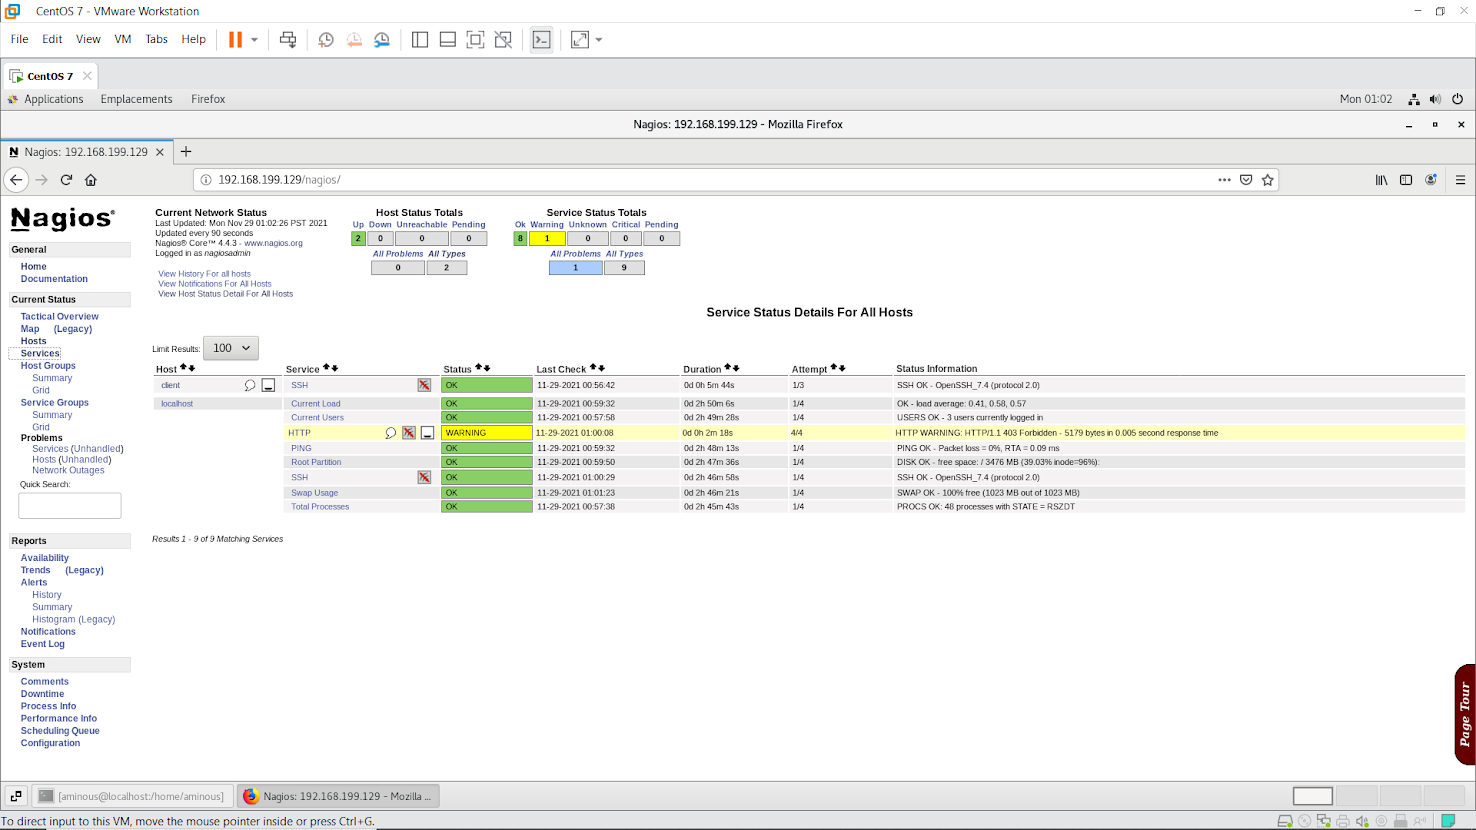 CentOS 7 - VMware Workstation
File Edit View VM Tabs Help
CentOS 7
Applications Emplacements Firefox Mon 01:02
Nagios: 192.168.199.129 - Mozilla Firefox
N Nagios: 192.168.199.129
192.168.199.129/nagios/
Nagios®
General
Home
Documentation
Current Status
Tactical Overview
Map (Legacy)
Hosts
Services
Host Groups
Summary
Grid
Service Groups
Summary
Grid
Problems
Services (Unhandled)
Hosts (Unhandled)
Network Outages
Quick Search:
Reports
Availability
Trends (Legacy)
Alerts
History
Summary
Histogram (Legacy)
Notifications
Event Log
System
Comments
Downtime
Process Info
Performance Info
Scheduling Queue
Configuration
Current Network Status
Last Updated: Mon Nov 29 01:02:26 PST 2021
Updated every 90 seconds
Nagios® Core™ 4.4.3 - www.nagios.org
Logged in as nagiosadmin
View History For all hosts
View Notifications For All Hosts
View Host Status Detail For All Hosts
Host Status Totals
Up Down Unreachable Pending
2 0 0 0
All Problems All Types
0 2
Service Status Totals
Ok Warning Unknown Critical Pending
8 1 0 0 0
All Problems All Types
1 9
Service Status Details For All Hosts
Limit Results: 100
Host Service Status Last Check Duration Attempt Status Information
client SSH OK 11-29-2021 00:56:42 0d 0h 5m 44s 1/3 SSH OK - OpenSSH_7.4 (protocol 2.0)
localhost Current Load OK 11-29-2021 00:59:32 0d 2h 50m 6s 1/4 OK - load average: 0.41, 0.58, 0.57
Current Users OK 11-29-2021 00:57:58 0d 2h 49m 28s 1/4 USERS OK - 3 users currently logged in
HTTP WARNING 11-29-2021 01:00:08 0d 0h 2m 18s 4/4 HTTP WARNING: HTTP/1.1 403 Forbidden - 5179 bytes in 0.005 second response time
PING OK 11-29-2021 00:59:32 0d 2h 48m 13s 1/4 PING OK - Packet loss = 0%, RTA = 0.09 ms
Root Partition OK 11-29-2021 00:59:50 0d 2h 47m 36s 1/4 DISK OK - free space: / 3476 MB (39.03% inode=96%):
SSH OK 11-29-2021 01:00:29 0d 2h 46m 58s 1/4 SSH OK - OpenSSH_7.4 (protocol 2.0)
Swap Usage OK 11-29-2021 01:01:23 0d 2h 46m 21s 1/4 SWAP OK - 100% free (1023 MB out of 1023 MB)
Total Processes OK 11-29-2021 00:57:38 0d 2h 45m 43s 1/4 PROCS OK: 48 processes with STATE = RSZDT
Results 1 - 9 of 9 Matching Services
Page Tour
[aminous@localhost:/home/aminous] Nagios: 192.168.199.129 - Mozilla ...
To direct input to this VM, move the mouse pointer inside or press Ctrl+G.